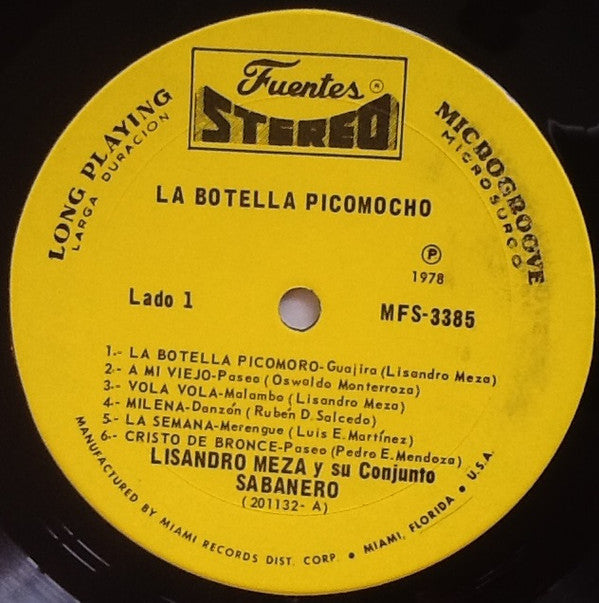 Fuentes ®
STEREO
LONG PLAYING
LARGA DURACION
MICROGROOVE
MICROSURCO
LA BOTELLA PICOMOCHO
Ⓟ
1978
Lado 1
MFS-3385
1.- LA BOTELLA PICOMORO-Guajira (Lisandro Meza)
2.- A MI VIEJO-Paseo (Oswaldo Monterroza)
3.- VOLA VOLA-Malambo (Lisandro Meza)
4.- MILENA-Danzón (Rubén D. Salcedo)
5.- LA SEMANA-Merengue (Luis E. Martínez)
6.- CRISTO DE BRONCE-Paseo (Pedro E. Mendoza)
LISANDRO MEZA y su Conjunto
SABANERO
(201132- A)
MANUFACTURED BY MIAMI RECORDS DIST. CORP. • MIAMI, FLORIDA • U.S.A.